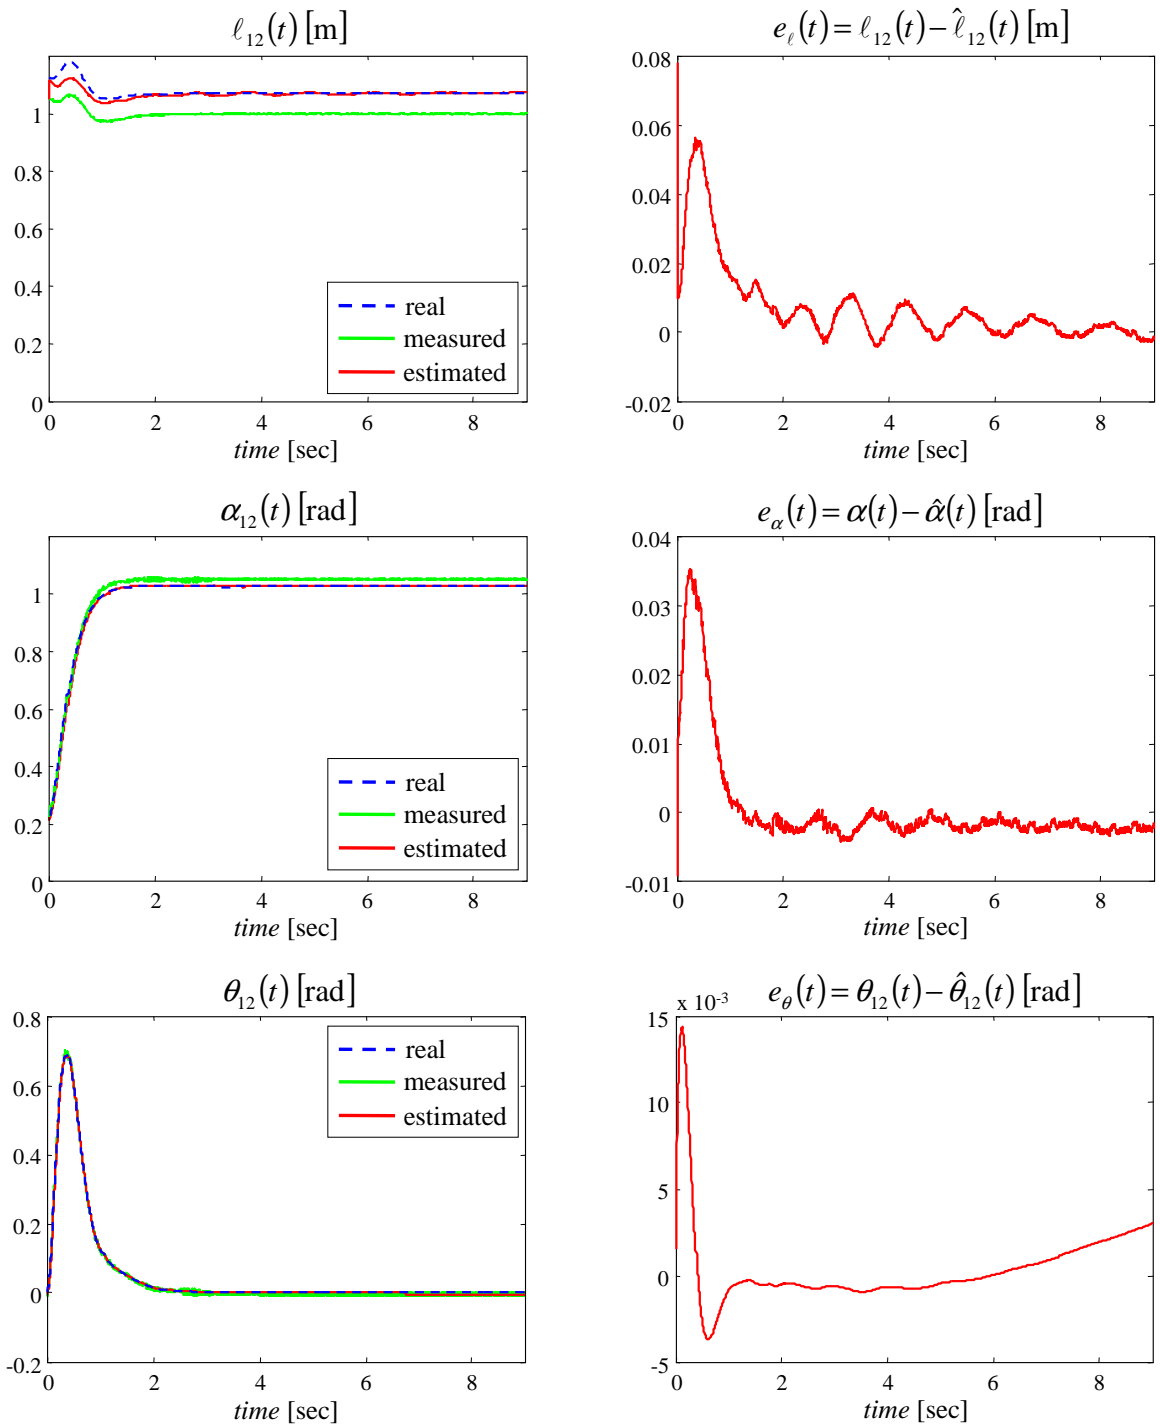 ℓ₁₂(t) [m]
1
0.8
0.6
0.4
0.2
0
0 2 4 6 8
time [sec]
real
measured
estimated
e_ℓ(t) = ℓ₁₂(t) − ℓ̂₁₂(t) [m]
0.08
0.06
0.04
0.02
0
-0.02
0 2 4 6 8
time [sec]
α₁₂(t) [rad]
1
0.8
0.6
0.4
0.2
0
0 2 4 6 8
time [sec]
real
measured
estimated
e_α(t) = α(t) − α̂(t) [rad]
0.04
0.03
0.02
0.01
0
-0.01
0 2 4 6 8
time [sec]
θ₁₂(t) [rad]
0.8
0.6
0.4
0.2
0
-0.2
0 2 4 6 8
time [sec]
real
measured
estimated
e_θ(t) = θ₁₂(t) − θ̂₁₂(t) [rad]
x 10⁻³
15
10
5
0
-5
0 2 4 6 8
time [sec]